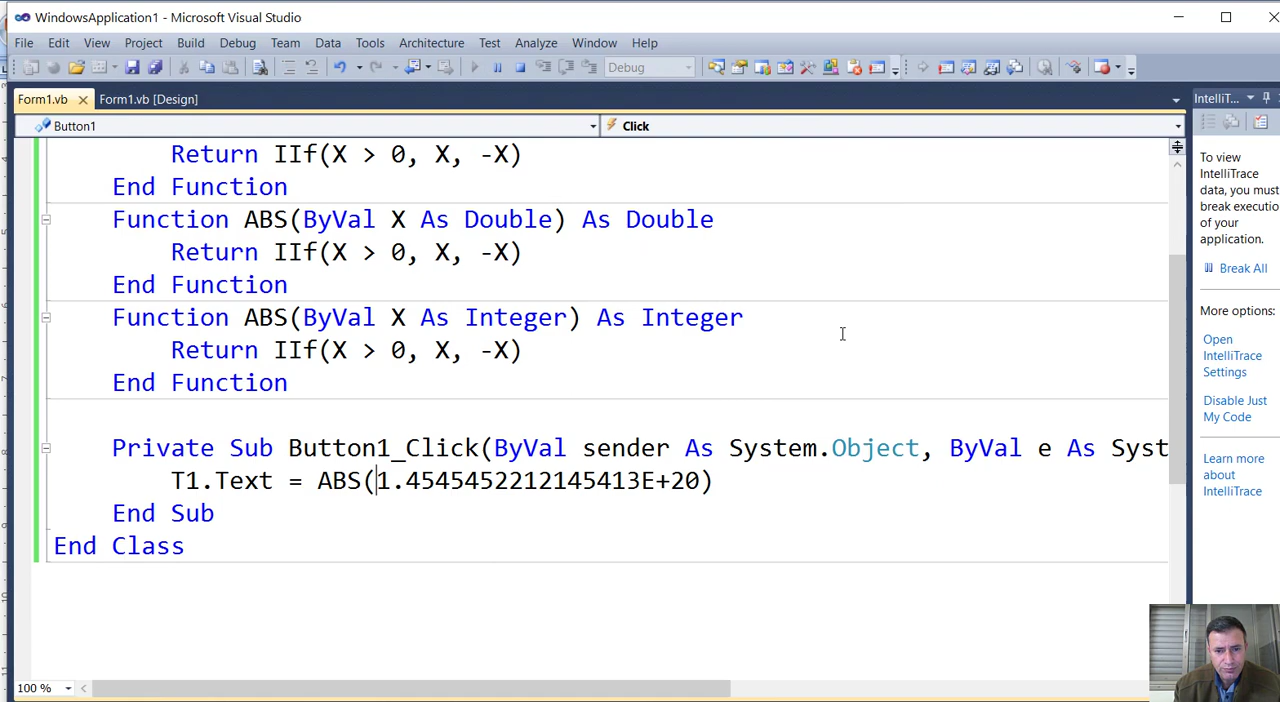 WindowsApplication1 - Microsoft Visual Studio
File Edit View Project Build Debug Team Data Tools Architecture Test Analyze Window Help
Debug
Form1.vb Form1.vb [Design]
IntelliT...
Button1
Click
Return IIf(X > 0, X, -X)
End Function
Function ABS(ByVal X As Double) As Double
Return IIf(X > 0, X, -X)
End Function
Function ABS(ByVal X As Integer) As Integer
Return IIf(X > 0, X, -X)
End Function
Private Sub Button1_Click(ByVal sender As System.Object, ByVal e As Syst
T1.Text = ABS(1.4545452212145413E+20)
End Sub
End Class
100 %
To view
IntelliTrace
data, you must
break executio
of your
application.
Break All
More options:
Open
IntelliTrace
Settings
Disable Just
My Code
Learn more
about
IntelliTrace